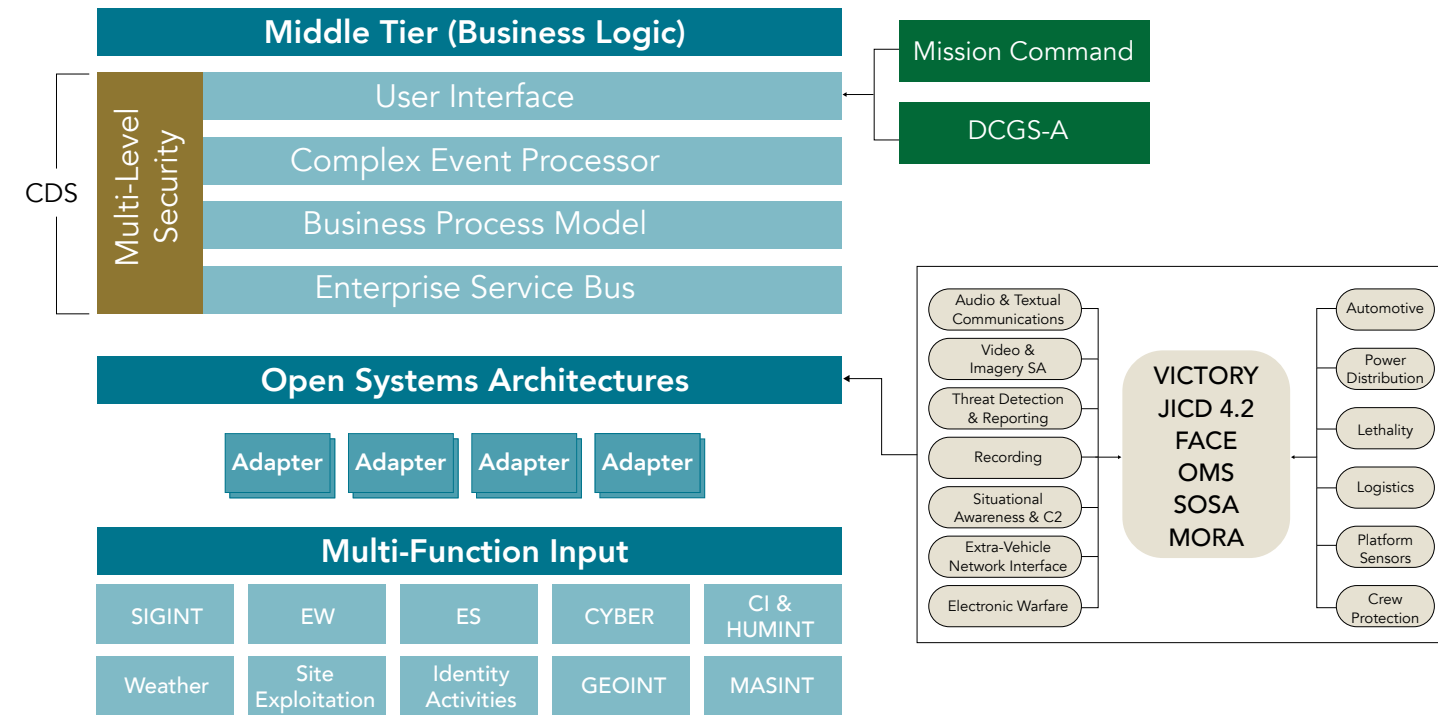 Middle Tier (Business Logic)
CDS
Multi-Level
Security
User Interface
Complex Event Processor
Business Process Model
Enterprise Service Bus
Mission Command
DCGS-A
Open Systems Architectures
Adapter
Adapter
Adapter
Adapter
Multi-Function Input
SIGINT
EW
ES
CYBER
CI &
HUMINT
Weather
Site
Exploitation
Identity
Activities
GEOINT
MASINT
Audio & Textual
Communications
Video &
Imagery SA
Threat Detection
& Reporting
Recording
Situational
Awareness & C2
Extra-Vehicle
Network Interface
Electronic Warfare
VICTORY
JICD 4.2
FACE
OMS
SOSA
MORA
Automotive
Power
Distribution
Lethality
Logistics
Platform
Sensors
Crew
Protection